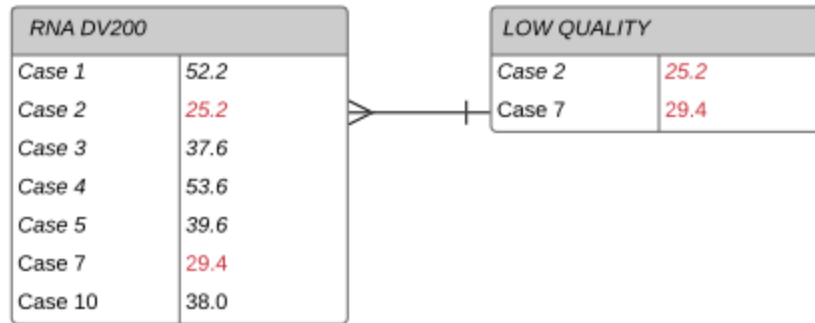 RNA DV200
Case 1 52.2
Case 2 25.2
Case 3 37.6
Case 4 53.6
Case 5 39.6
Case 7 29.4
Case 10 38.0
LOW QUALITY
Case 2 25.2
Case 7 29.4